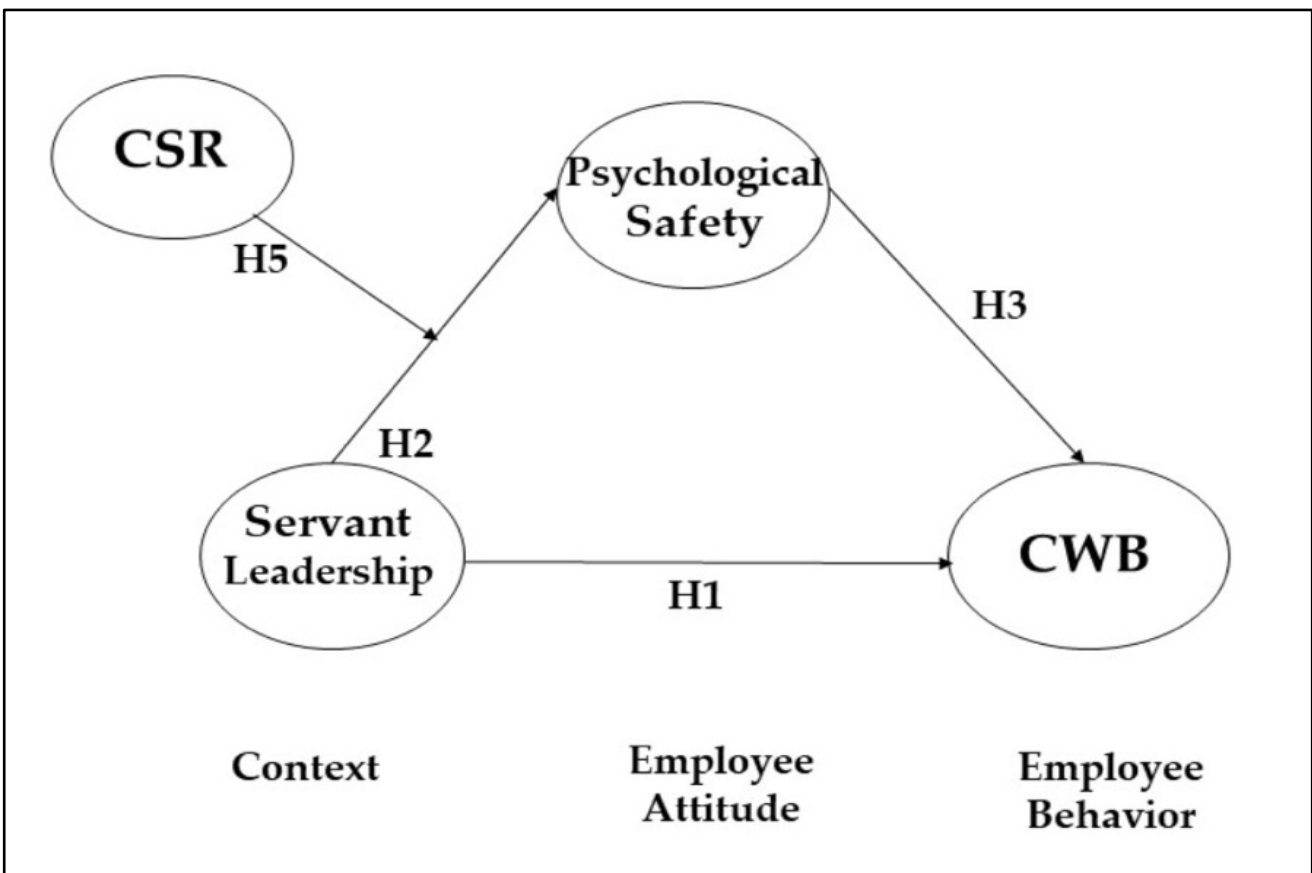 CSR
Psychological
Safety
H5
H3
H2
Servant
Leadership
CWB
H1
Context
Employee
Attitude
Employee
Behavior